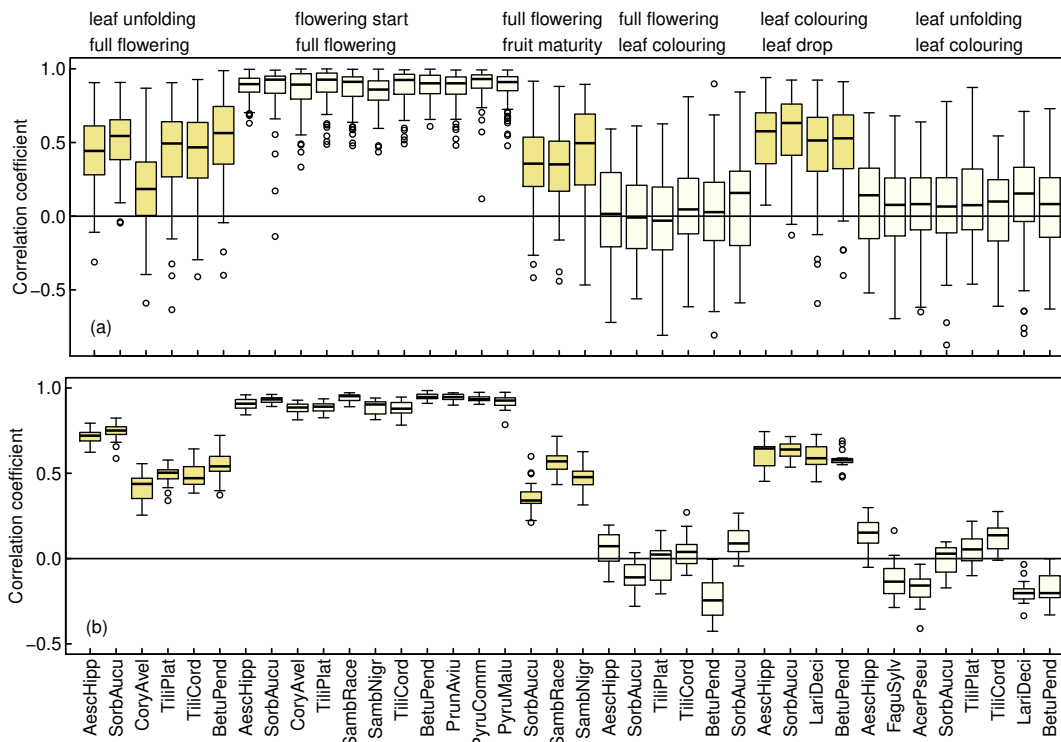 leaf unfolding flowering start full flowering full flowering leaf colouring leaf unfolding
full flowering full flowering fruit maturity leaf colouring leaf drop leaf colouring
1.0
0.5
0.0
−0.5
Correlation coefficient
(a)
1.0
0.5
0.0
−0.5
Correlation coefficient
(b)
AescHipp
SorbAucu
CoryAvel
TiliPlat
TiliCord
BetuPend
AescHipp
SorbAucu
CoryAvel
TiliPlat
SambRace
SambNigr
TiliCord
BetuPend
PrunAviu
PyruComm
PyruMalu
SorbAucu
SambRace
SambNigr
AescHipp
SorbAucu
TiliPlat
TiliCord
BetuPend
SorbAucu
AescHipp
SorbAucu
LariDeci
BetuPend
AescHipp
FaguSylv
AcerPseu
SorbAucu
TiliPlat
TiliCord
LariDeci
BetuPend